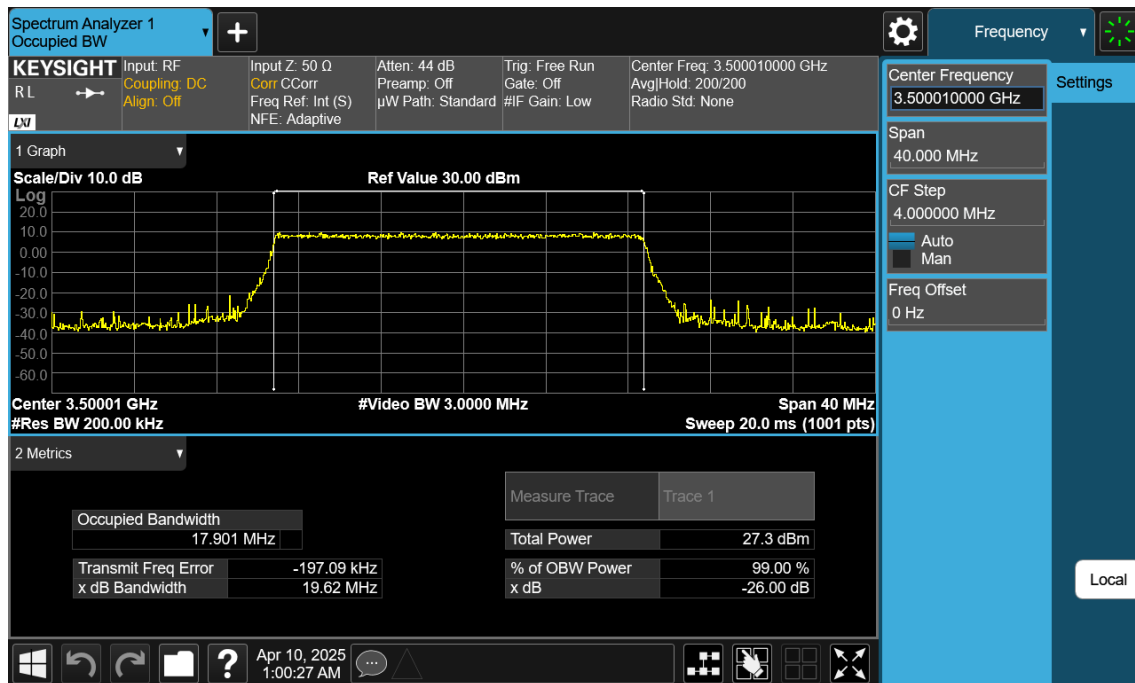 Spectrum Analyzer 1
Occupied BW
+
Frequency
KEYSIGHT
R L
LXI
Input: RF
Coupling: DC
Align: Off
Input Z: 50 Ω
Corr CCorr
Freq Ref: Int (S)
NFE: Adaptive
Atten: 44 dB
Preamp: Off
µW Path: Standard
Trig: Free Run
Gate: Off
#IF Gain: Low
Center Freq: 3.500010000 GHz
Avg|Hold: 200/200
Radio Std: None
1 Graph
Scale/Div 10.0 dB
Ref Value 30.00 dBm
Log
20.0
10.0
0.00
-10.0
-20.0
-30.0
-40.0
-50.0
-60.0
Center 3.50001 GHz
#Video BW 3.0000 MHz
Span 40 MHz
#Res BW 200.00 kHz
Sweep 20.0 ms (1001 pts)
2 Metrics
Measure Trace Trace 1
Occupied Bandwidth
17.901 MHz
Total Power 27.3 dBm
Transmit Freq Error -197.09 kHz
% of OBW Power 99.00 %
x dB Bandwidth 19.62 MHz
x dB -26.00 dB
Center Frequency
3.500010000 GHz
Span
40.000 MHz
CF Step
4.000000 MHz
Auto
Man
Freq Offset
0 Hz
Settings
Local
?
Apr 10, 2025
1:00:27 AM